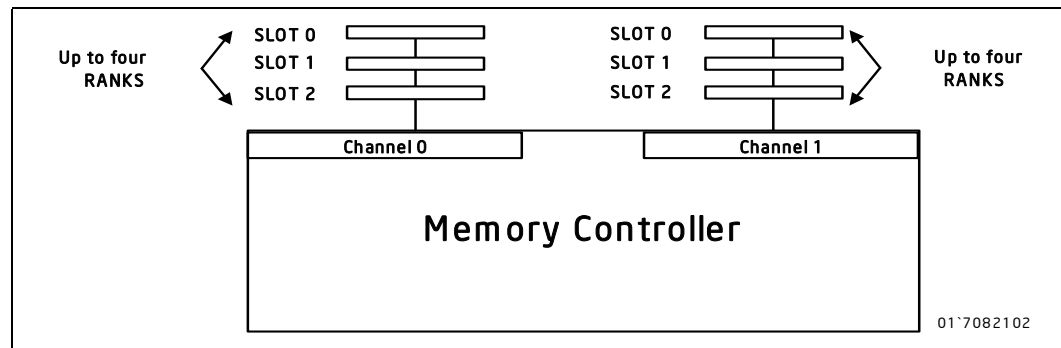 Up to four
RANKS
SLOT 0
SLOT 1
SLOT 2
SLOT 0
SLOT 1
SLOT 2
Up to four
RANKS
Channel 0
Channel 1
Memory Controller
01`7082102